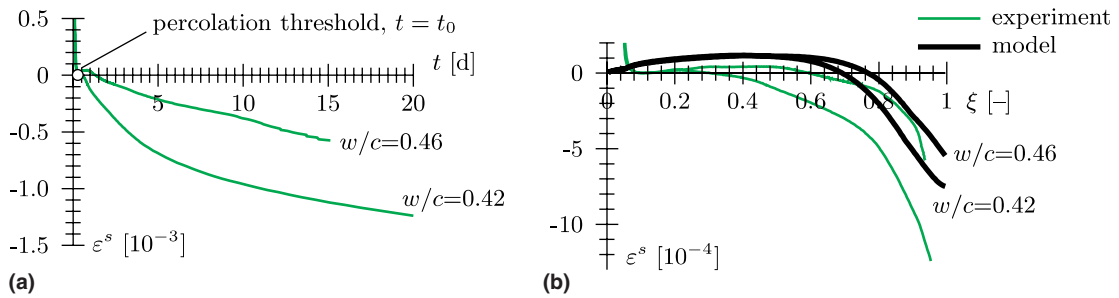 0.5
percolation threshold, t = t₀
t [d]
0
5
10
15
20
-0.5
-1.0
-1.5
w/c=0.46
w/c=0.42
εˢ [10⁻³]
(a)
experiment
model
0
0
0.2
0.4
0.6
0.8
1
ξ [–]
-5
-10
w/c=0.46
w/c=0.42
εˢ [10⁻⁴]
(b)